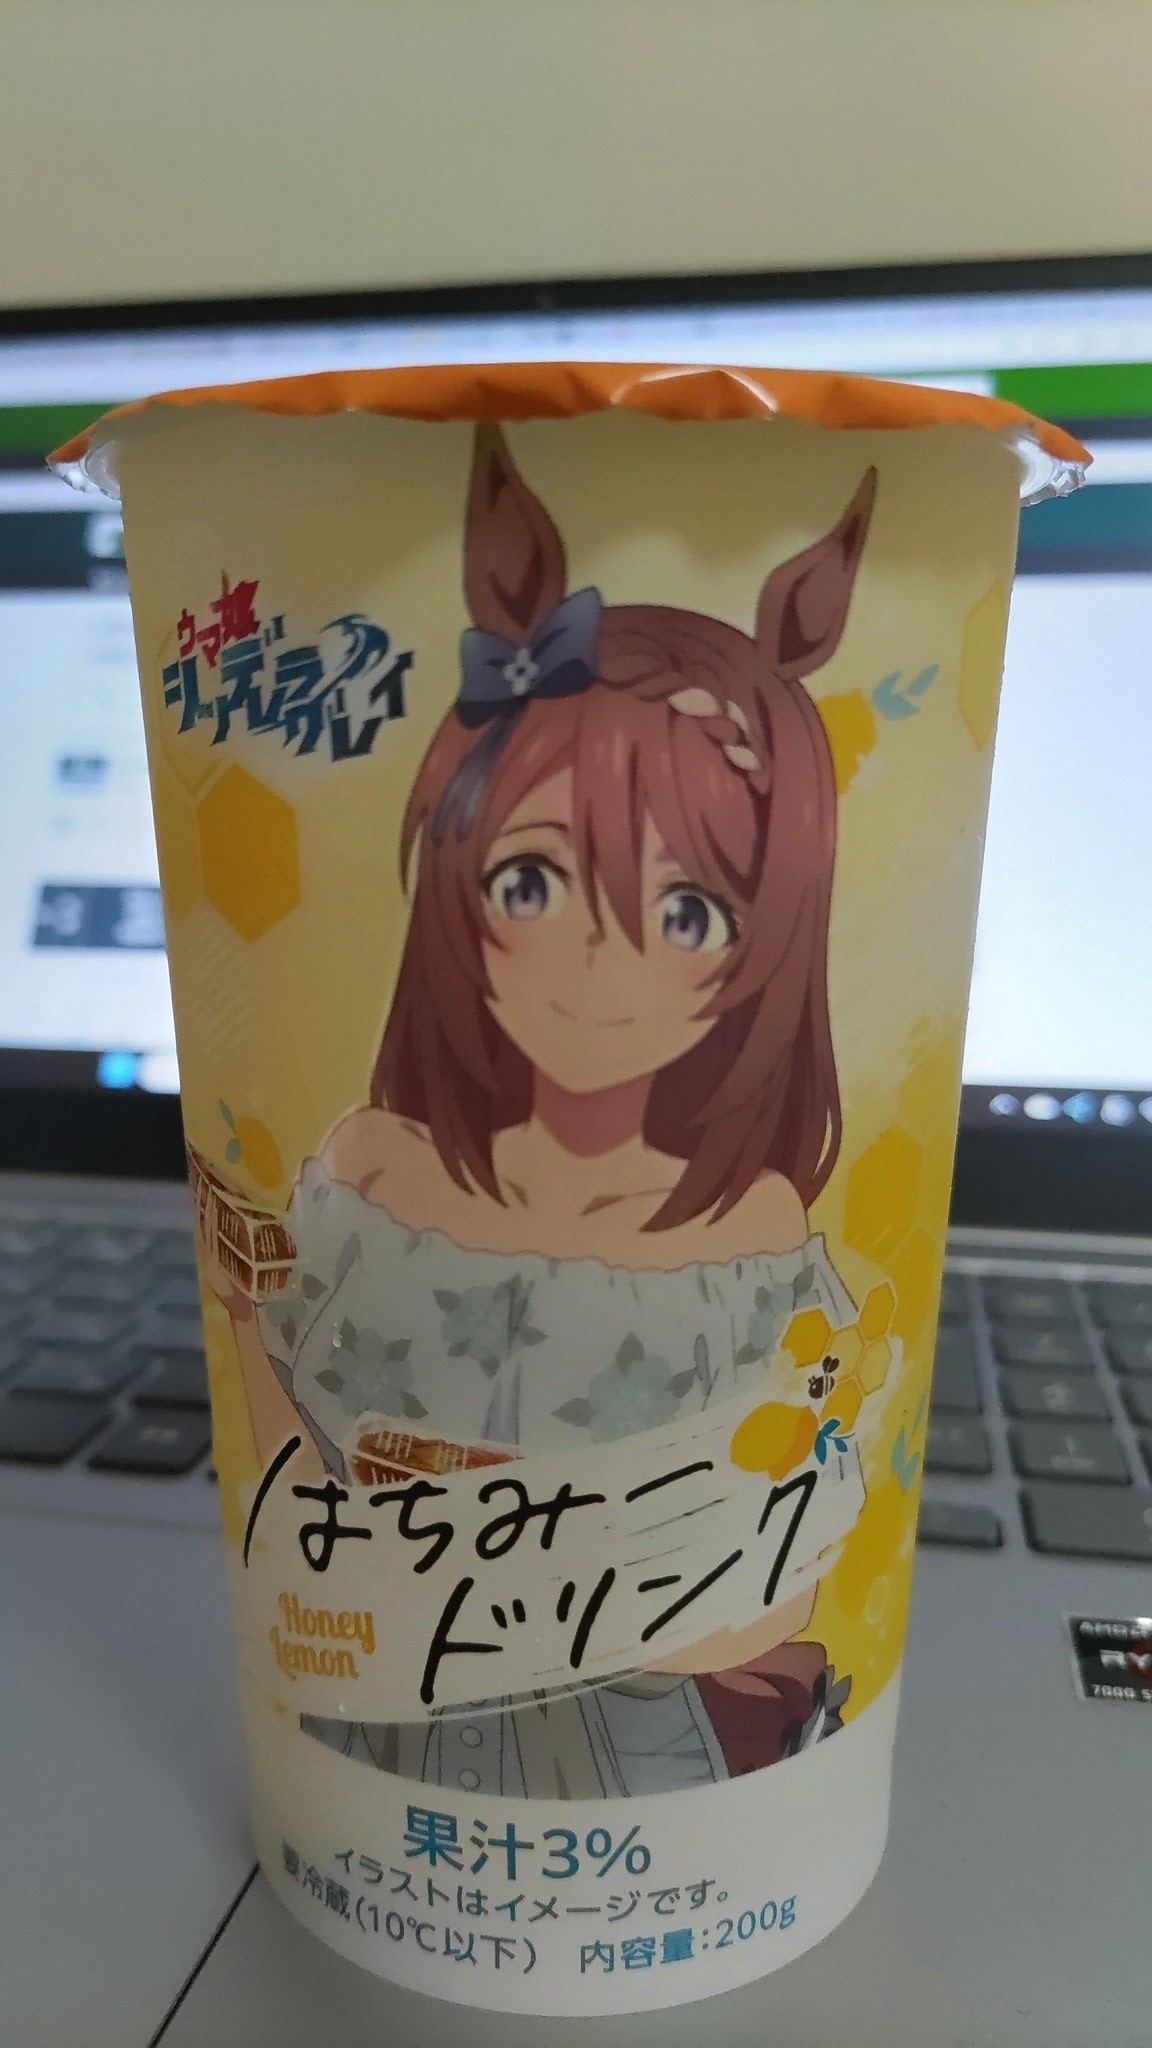 ウマ娘
シンデレラグレイ
はちみー
ドリンク
Honey
Lemon
果汁3%
イラストはイメージです。
要冷蔵(10℃以下) 内容量:200g